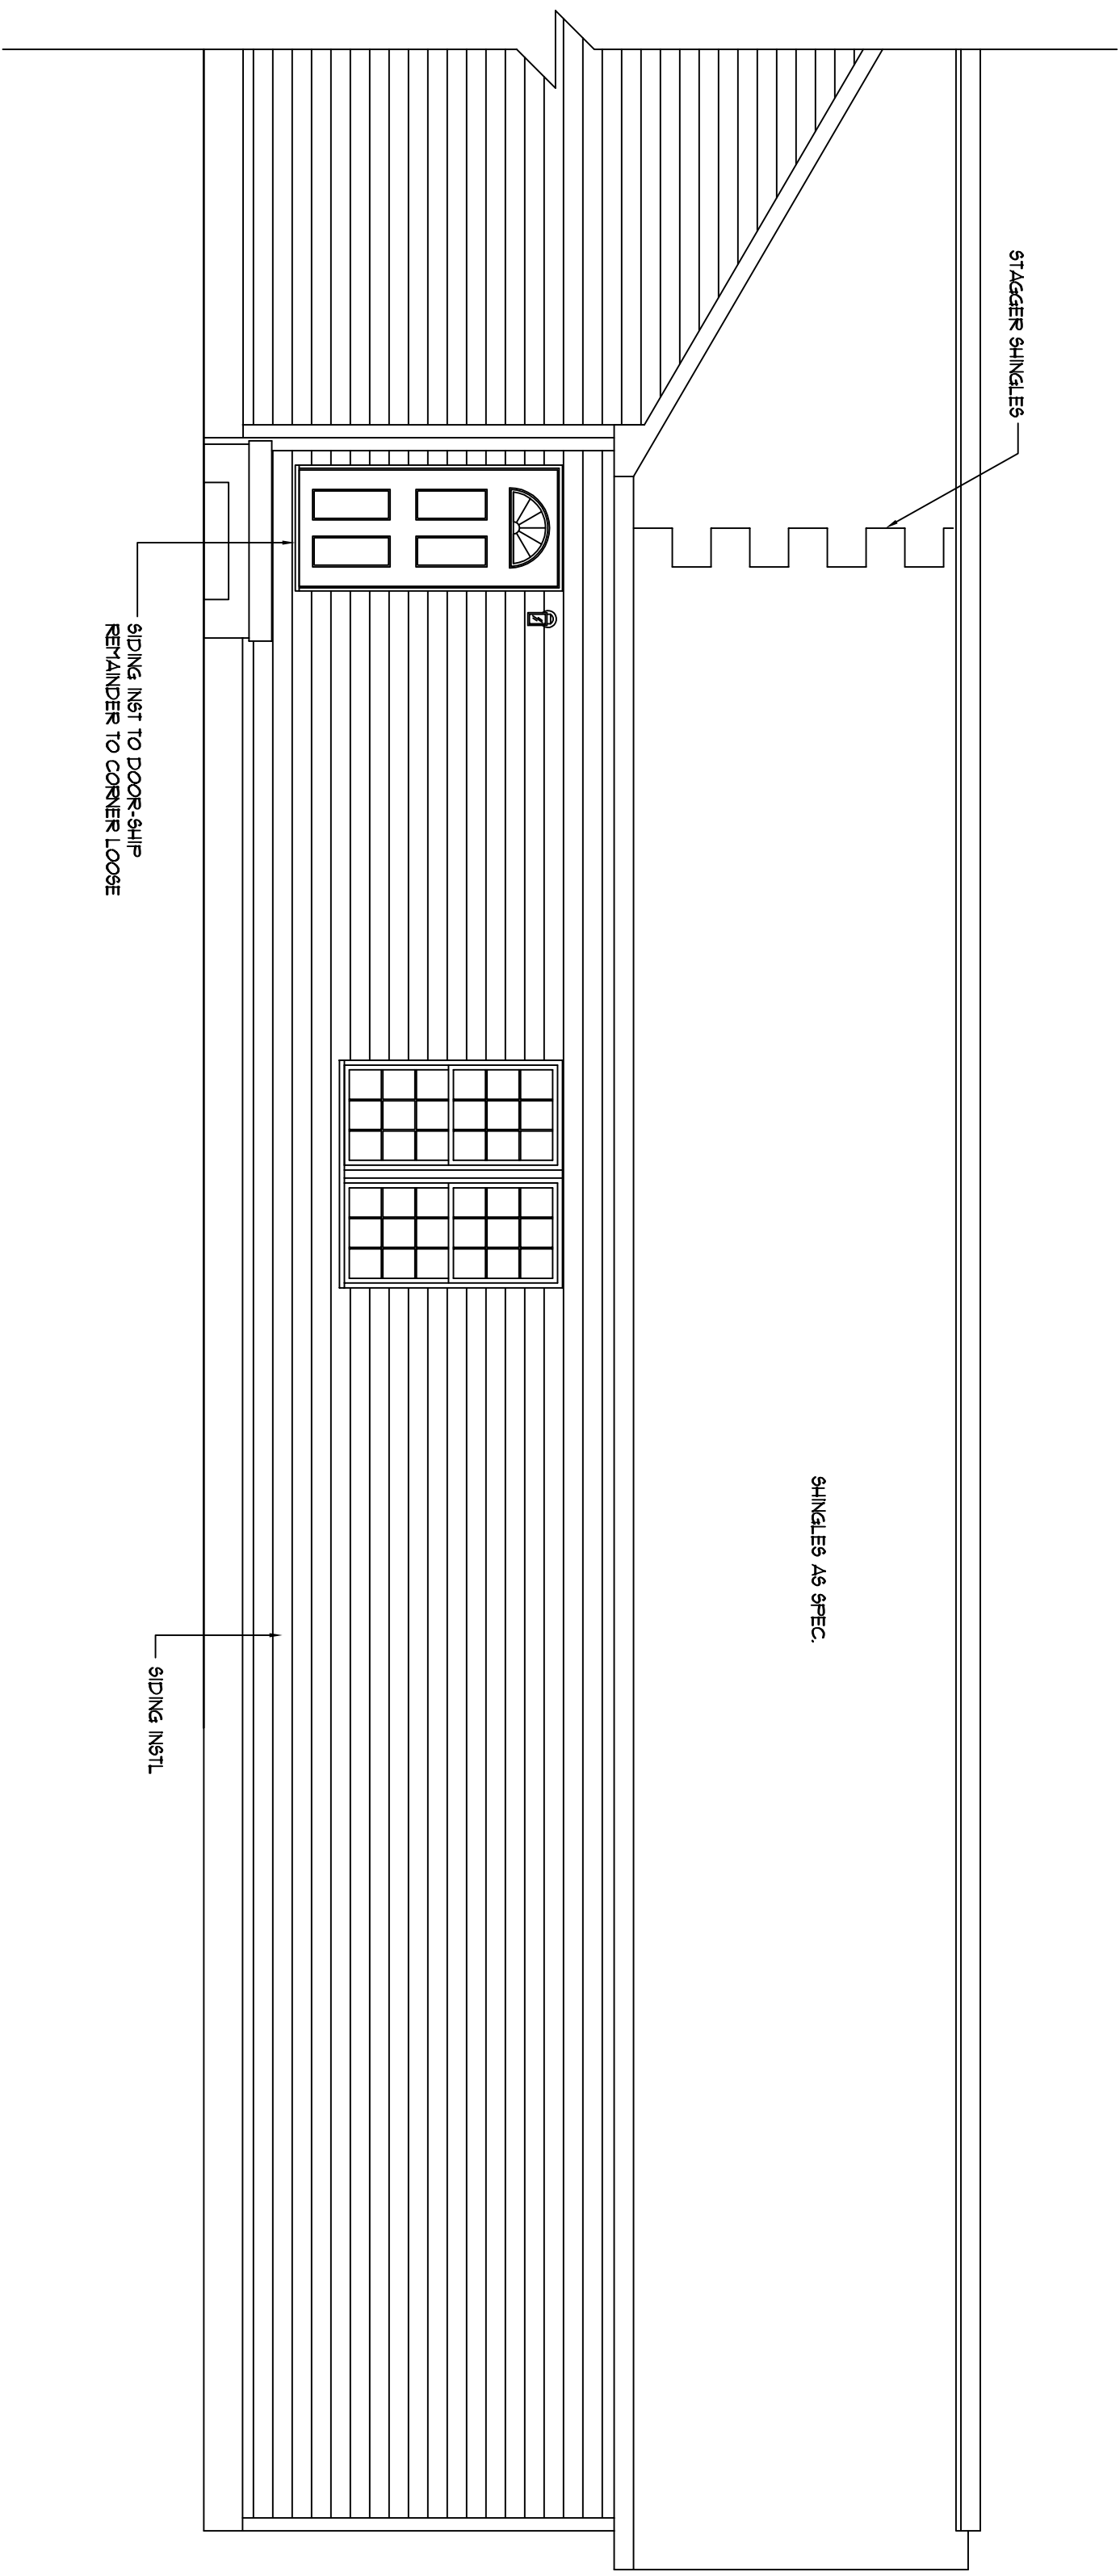 STAGGER SHINGLES
SHINGLES AS SPEC.
SIDING INST TO DOOR-SHIP
REMAINDER TO CORNER LOOSE
SIDING INSTL